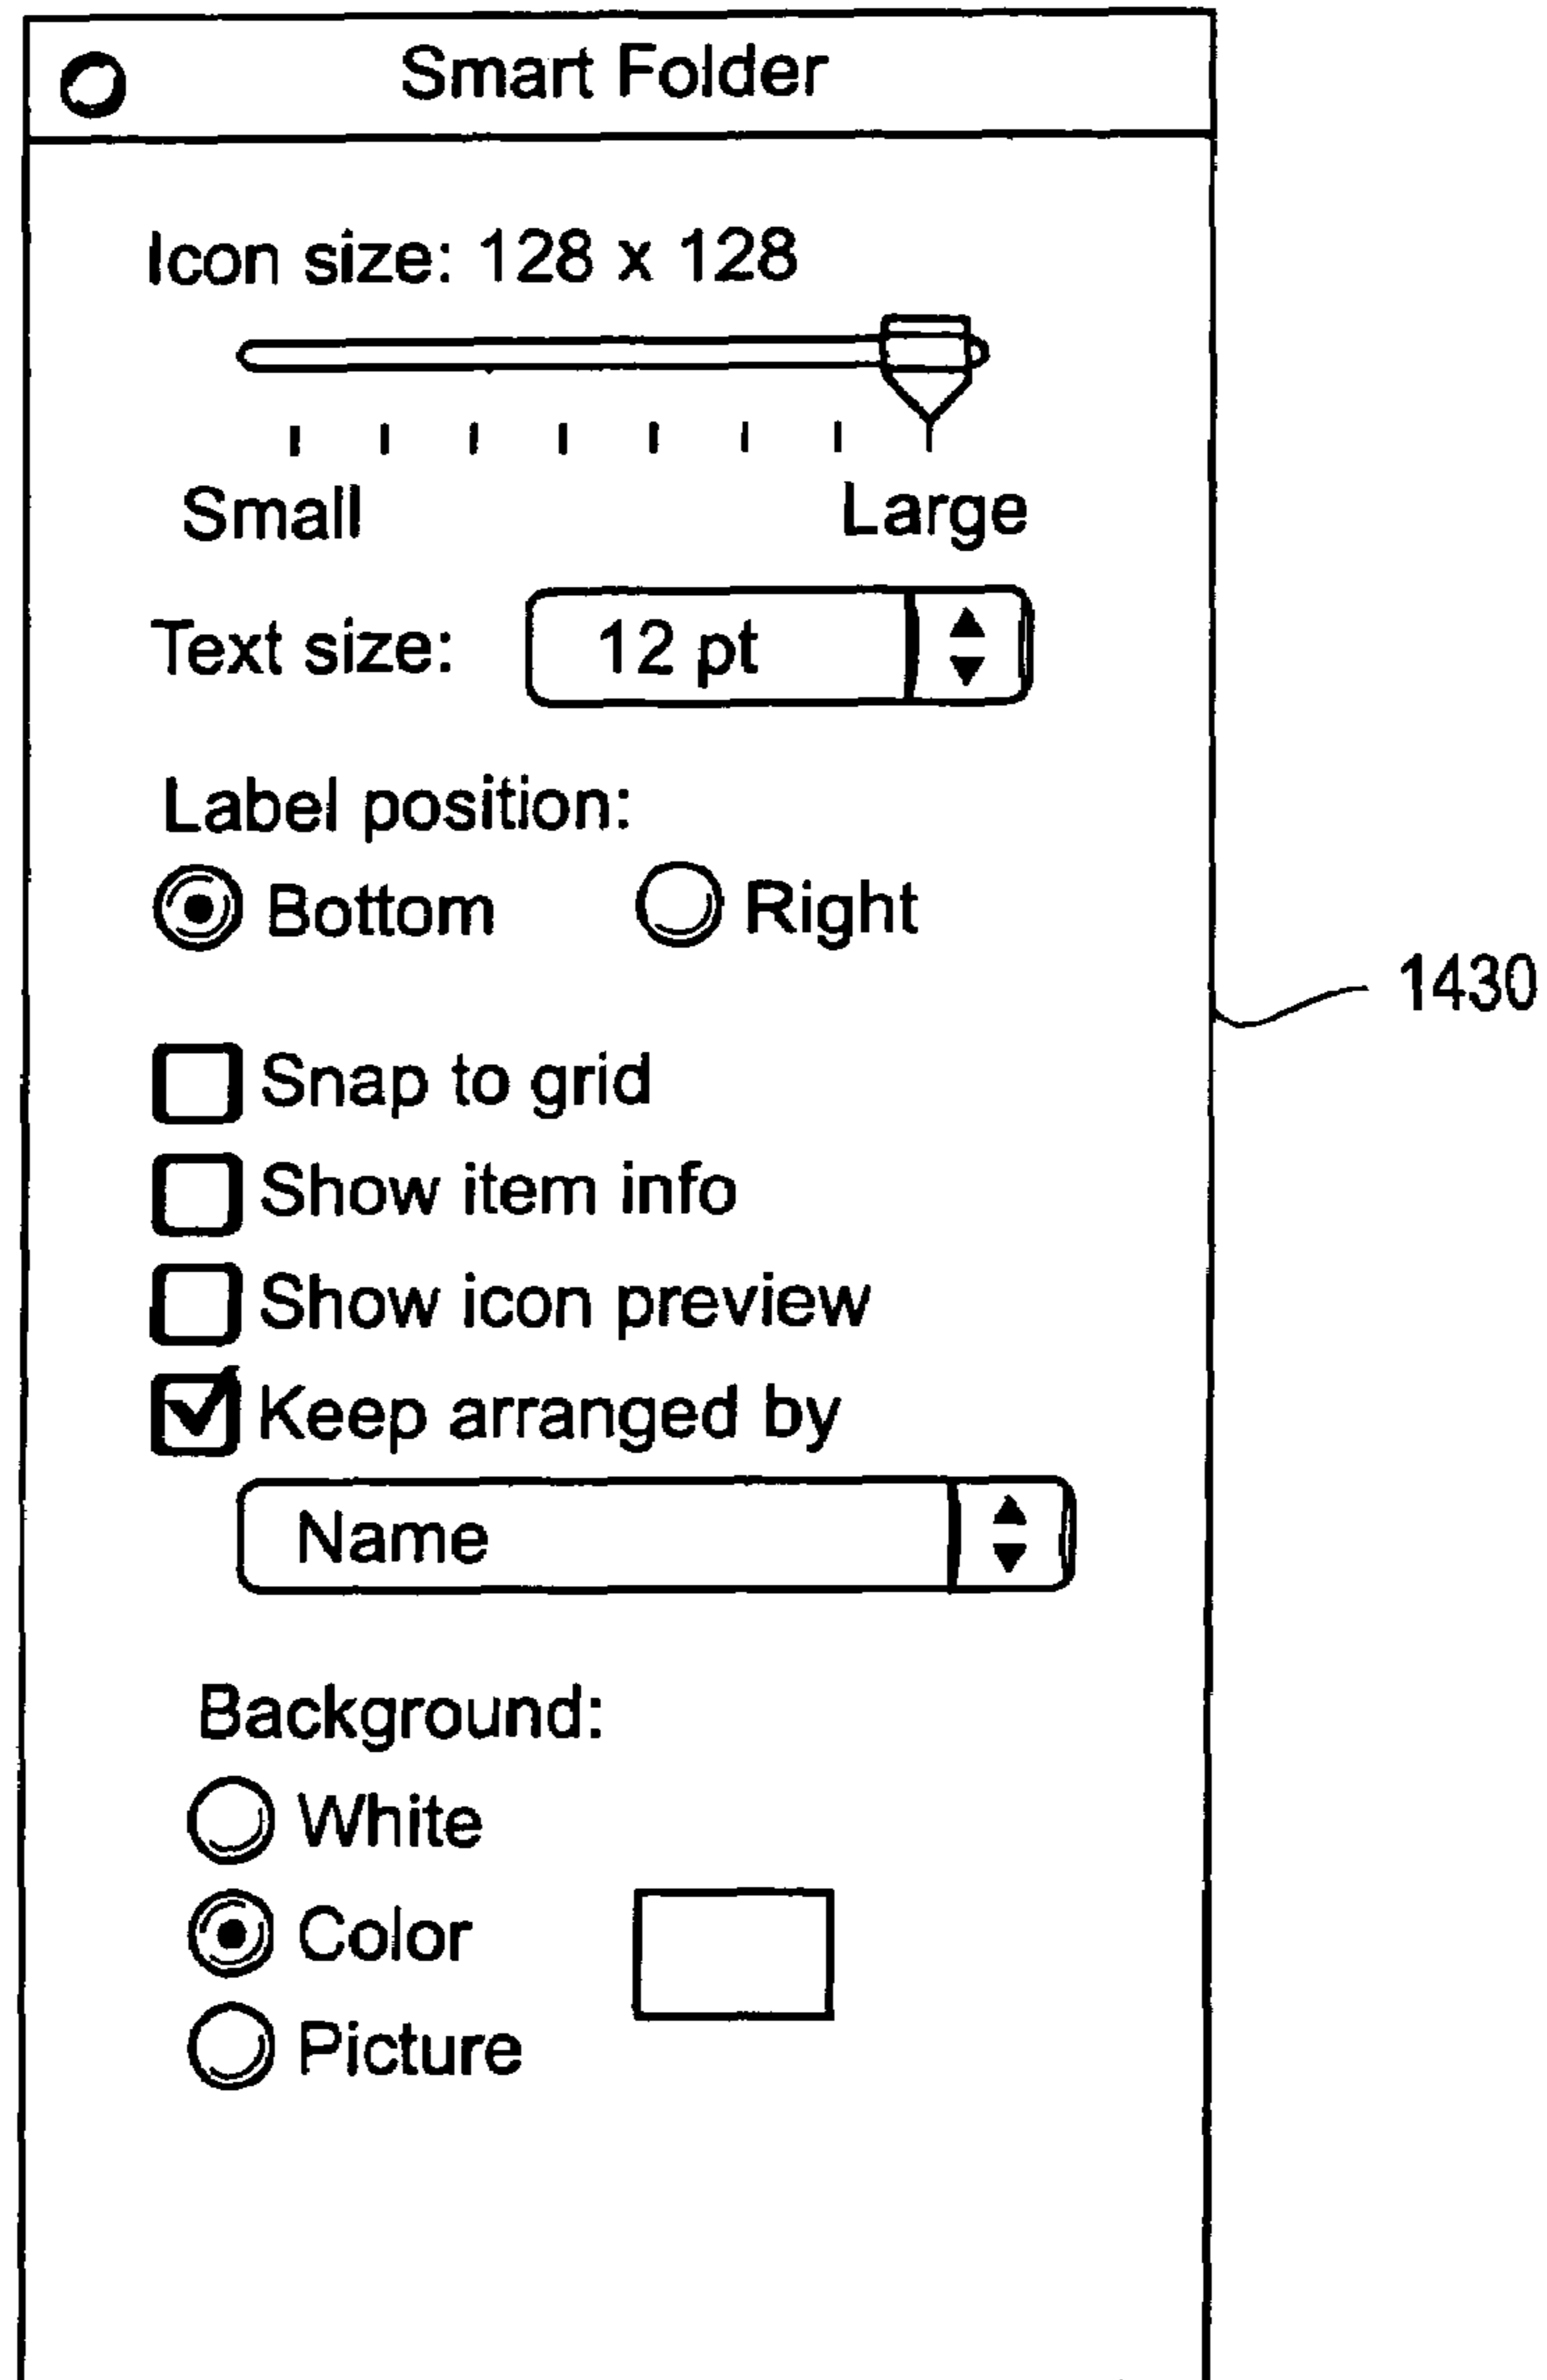 Smart Folder
Icon size: 128 x 128
Small Large
Text size: 12 pt
Label position:
Bottom Right
1430
Snap to grid
Show item info
Show icon preview
Keep arranged by
Name
Background:
White
Color
Picture